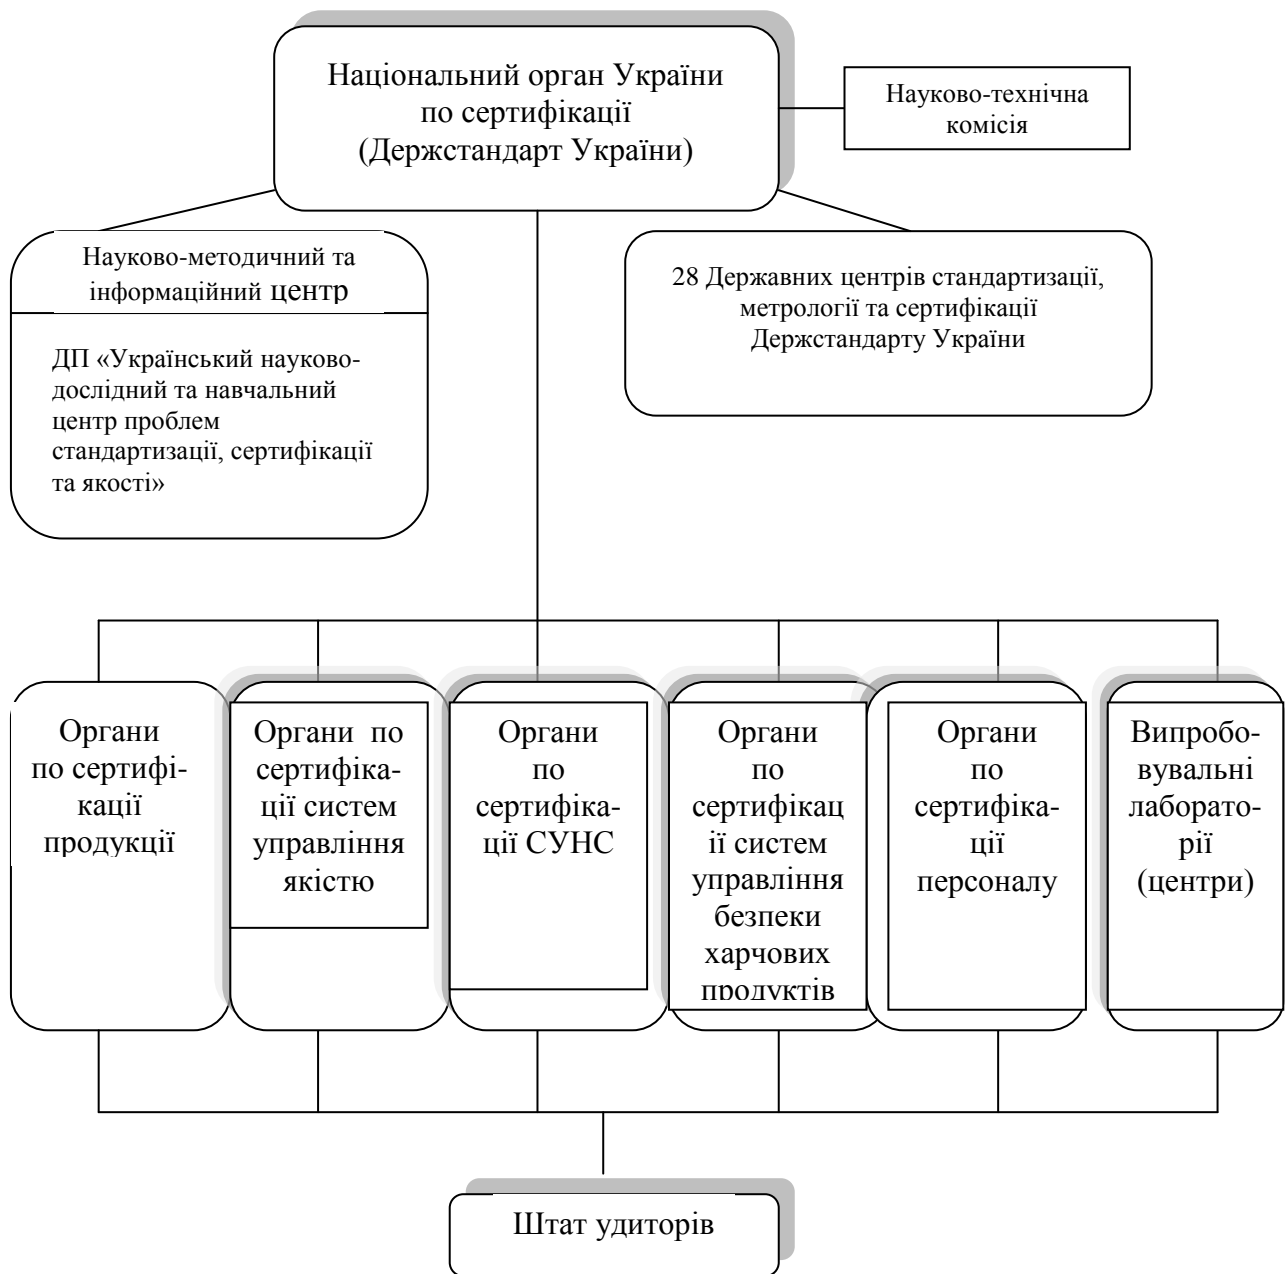 Національний орган України
по сертифікації
(Держстандарт України)
Науково-технічна
комісія
Науково-методичний та
інформаційний центр
ДП «Український науково-
дослідний та навчальний
центр проблем
стандартизації, сертифікації
та якості»
28 Державних центрів стандартизації,
метрології та сертифікації
Держстандарту України
Органи
по сертифі-
кації
продукції
Органи по
сертифіка-
ції систем
управління
якістю
Органи
по
сертифіка-
ції СУНС
Органи
по
сертифікац
ії систем
управління
безпеки
харчових
продуктів
Органи
по
сертифіка-
ції
персоналу
Випробо-
вувальні
лаборато-
рії
(центри)
Штат удиторів